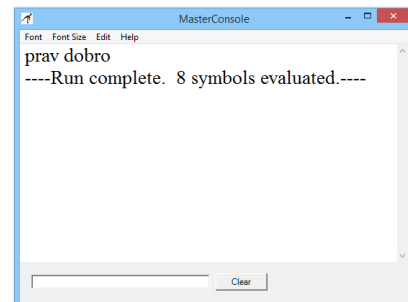 MasterConsole
Font Font Size Edit Help
prav dobro
----Run complete.  8 symbols evaluated.----
Clear